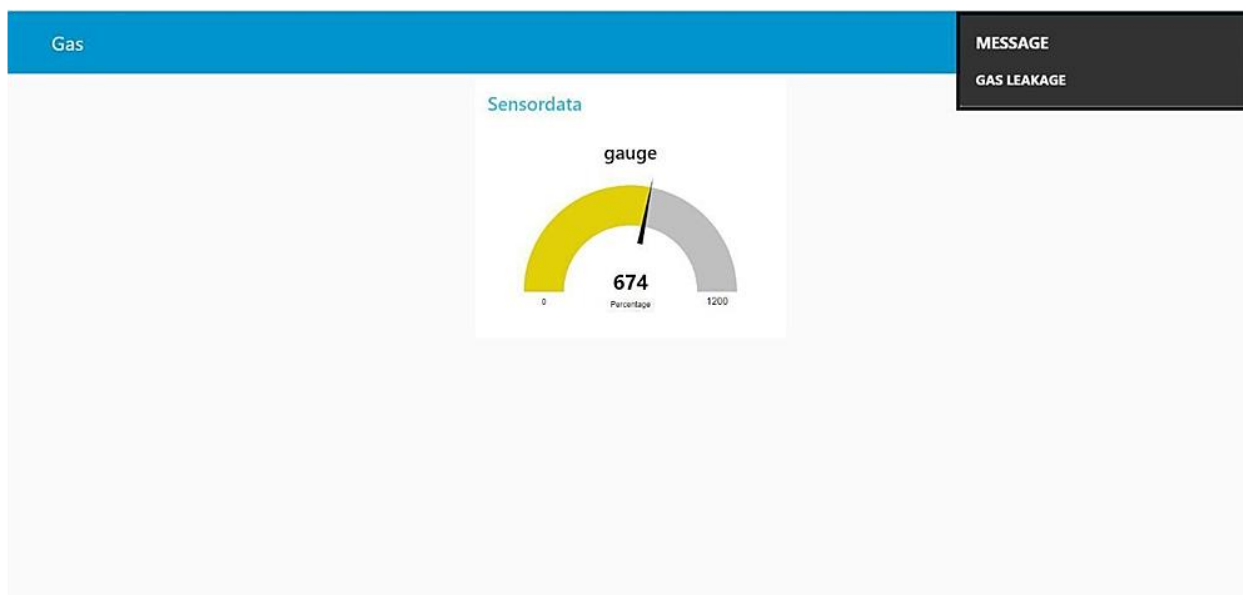 Gas
MESSAGE
GAS LEAKAGE
Sensordata
gauge
674
0
Percentage
1200